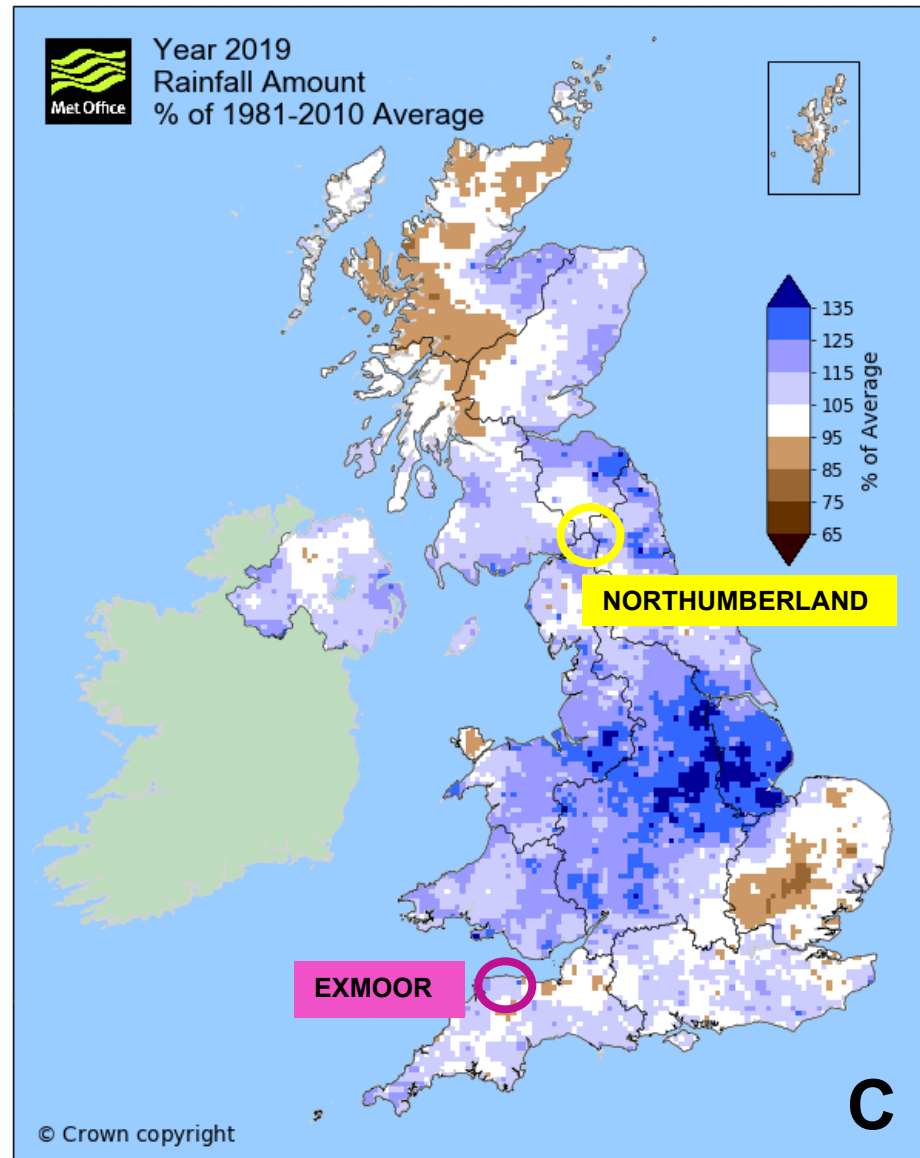 Met Office
Year 2019
Rainfall Amount
% of 1981-2010 Average
135
125
115
105
95
85
75
65
% of Average
NORTHUMBERLAND
EXMOOR
C
© Crown copyright